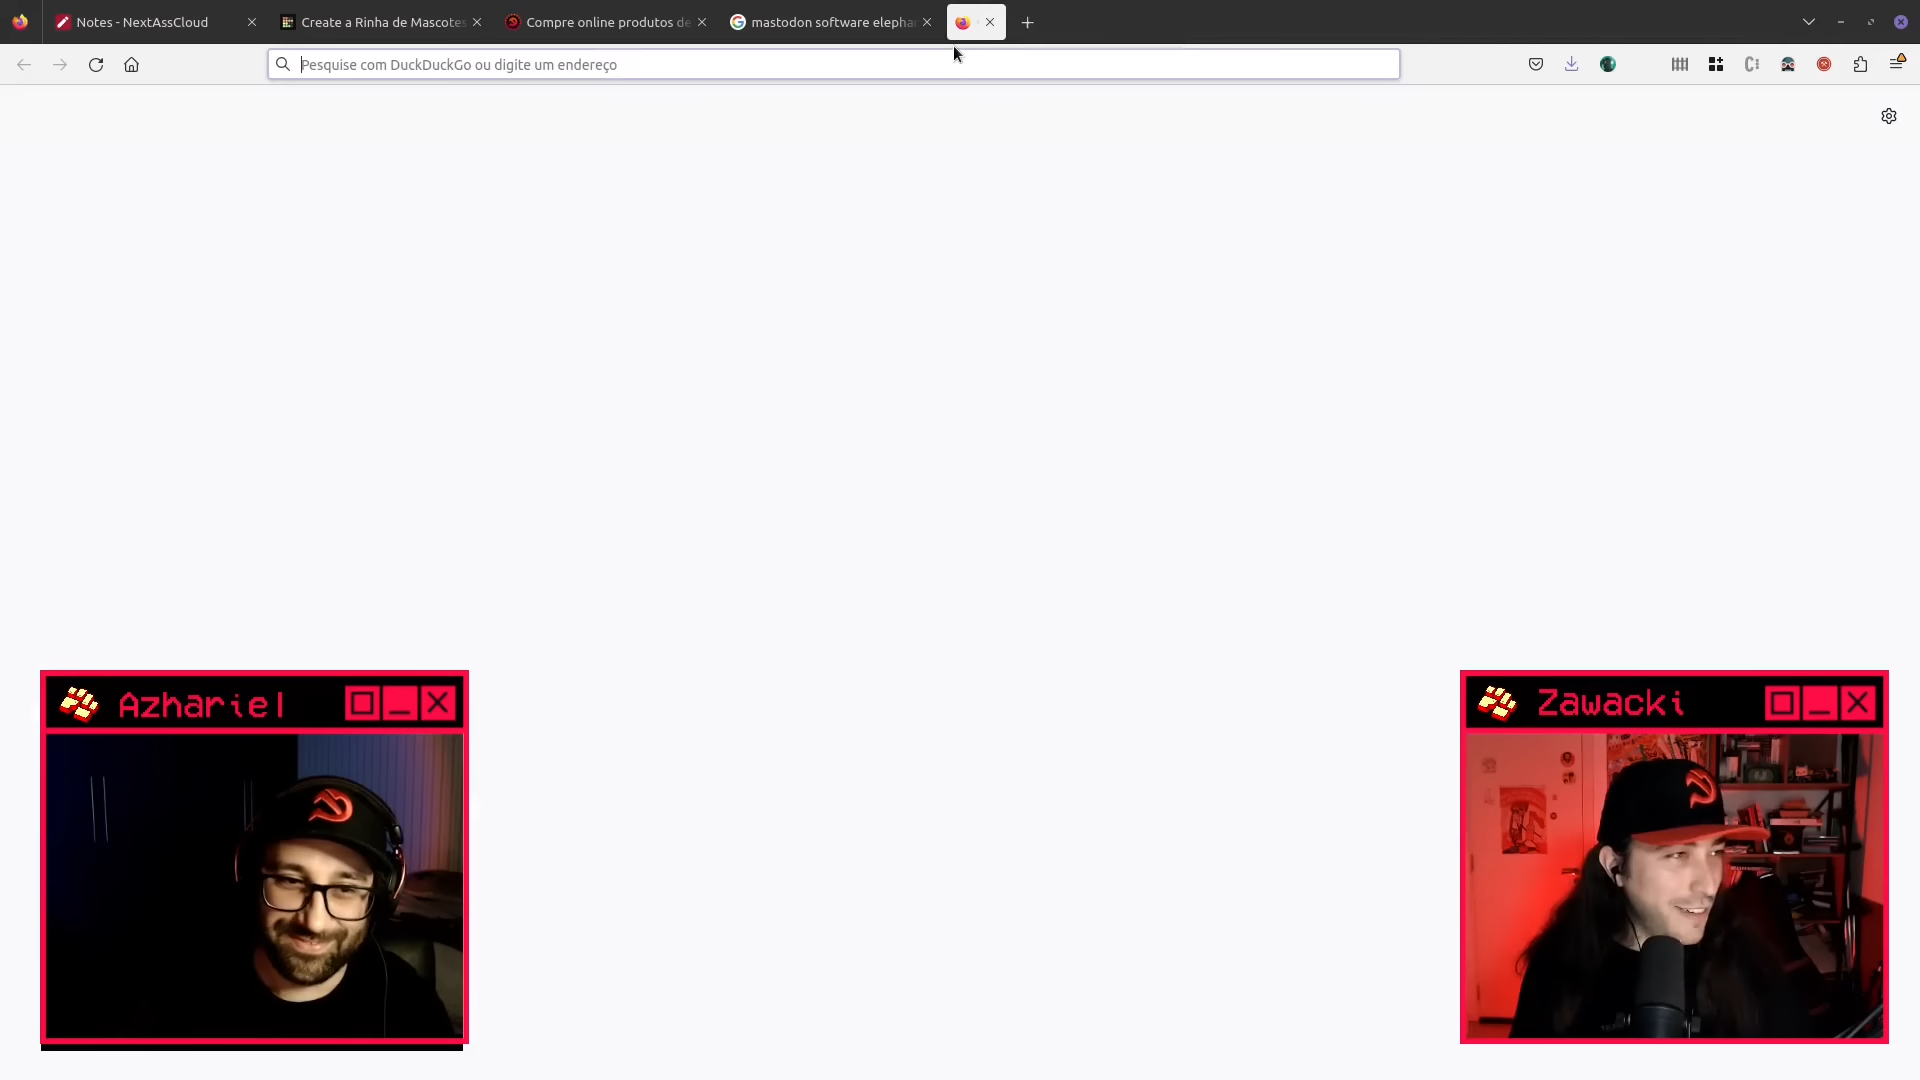 Notes - NextAssCloud
Create a Rinha de Mascotes
Compre online produtos de
mastodon software elepha
Pesquise com DuckDuckGo ou digite um endereço
Azhariel
Zawacki